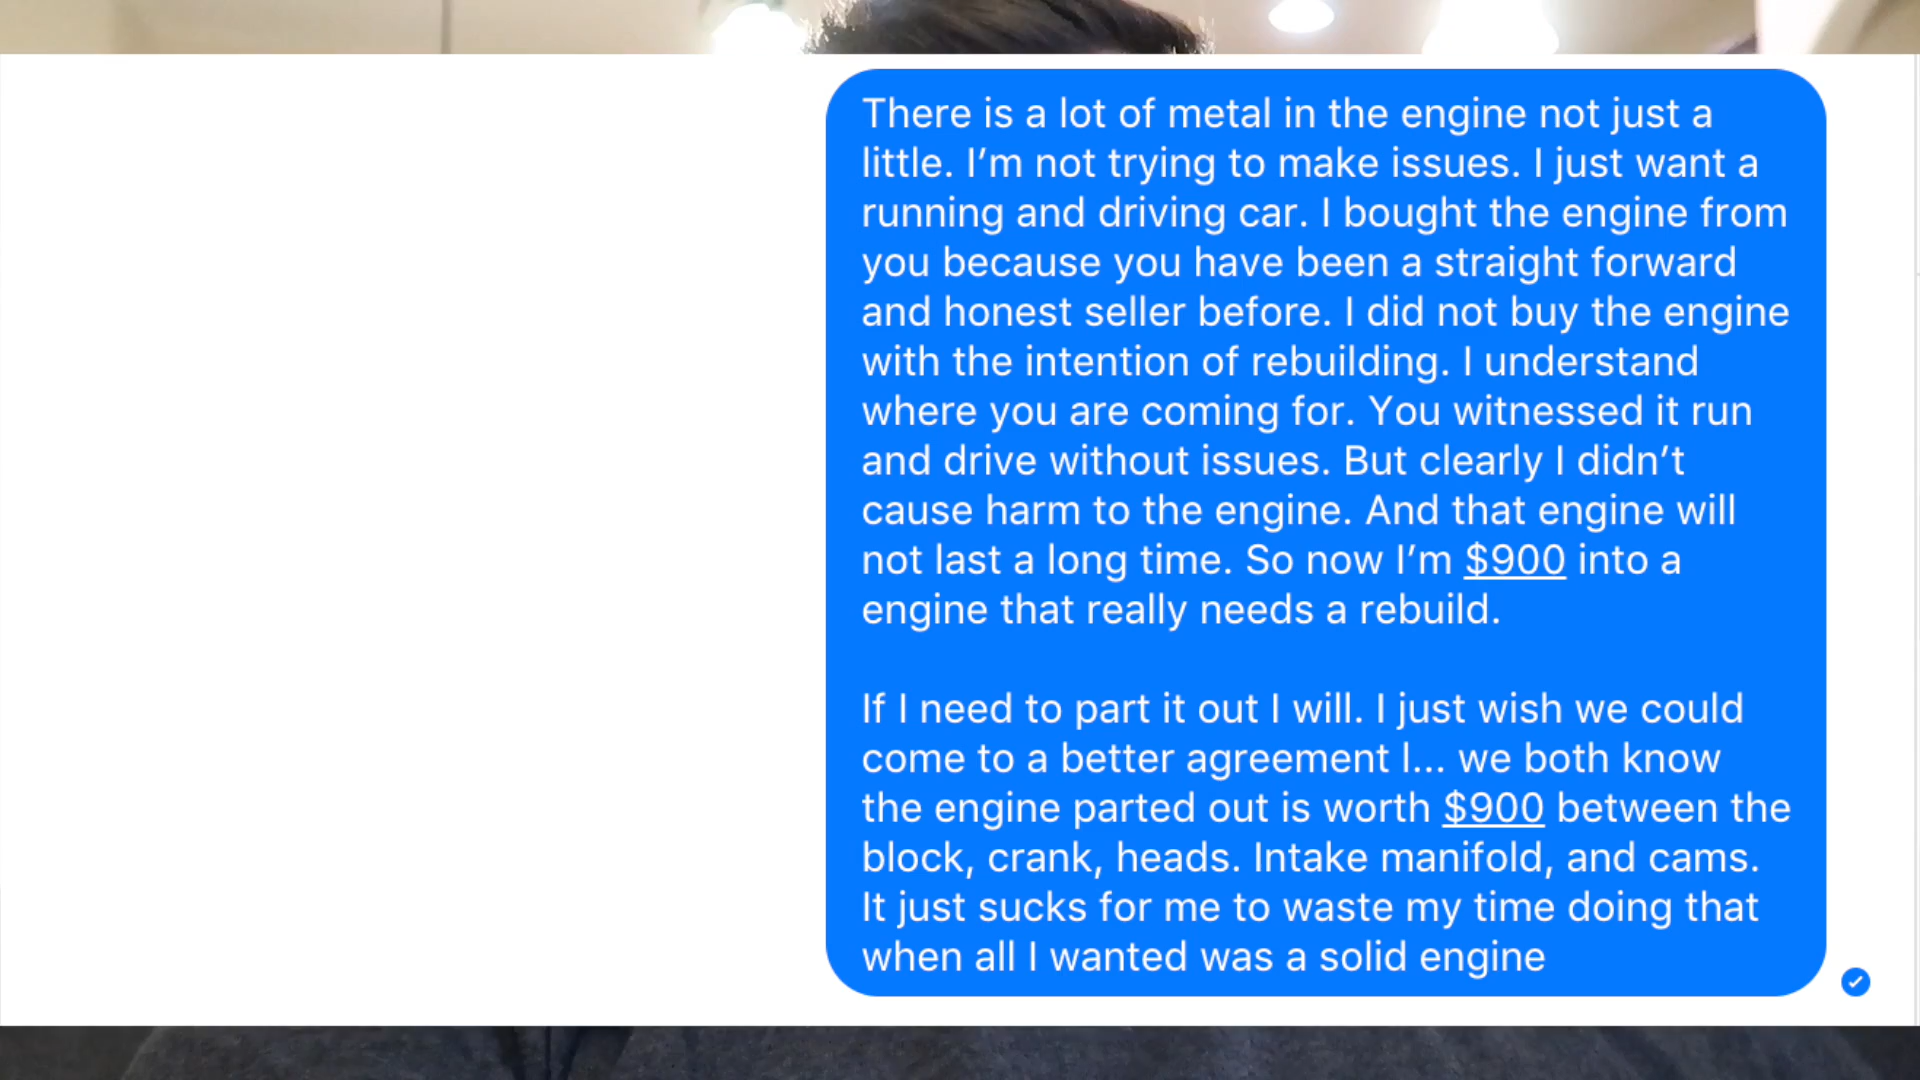 There is a lot of metal in the engine not just a
little. I’m not trying to make issues. I just want a
running and driving car. I bought the engine from
you because you have been a straight forward
and honest seller before. I did not buy the engine
with the intention of rebuilding. I understand
where you are coming for. You witnessed it run
and drive without issues. But clearly I didn’t
cause harm to the engine. And that engine will
not last a long time. So now I’m $900 into a
engine that really needs a rebuild.
If I need to part it out I will. I just wish we could
come to a better agreement I... we both know
the engine parted out is worth $900 between the
block, crank, heads. Intake manifold, and cams.
It just sucks for me to waste my time doing that
when all I wanted was a solid engine